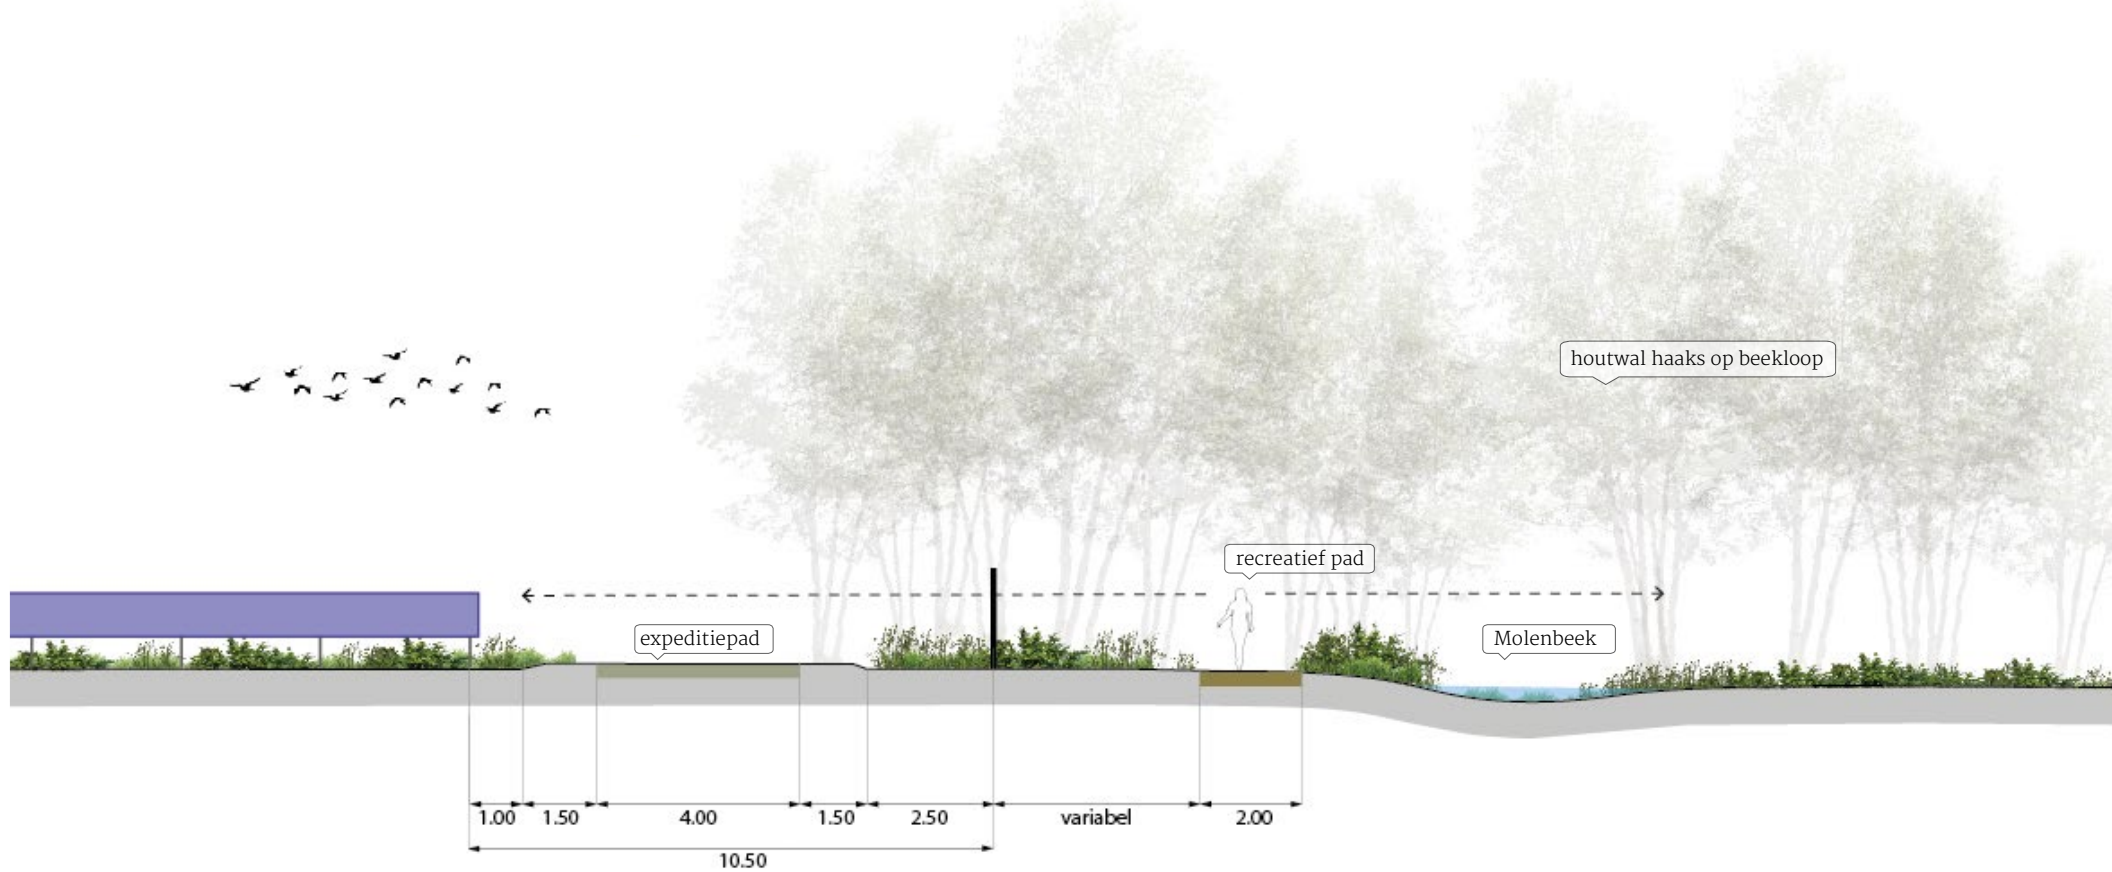 houtwal haaks op beekloop
recreatief pad
expeditiepad
Molenbeek
1.00
1.50
4.00
1.50
2.50
variabel
2.00
10.50